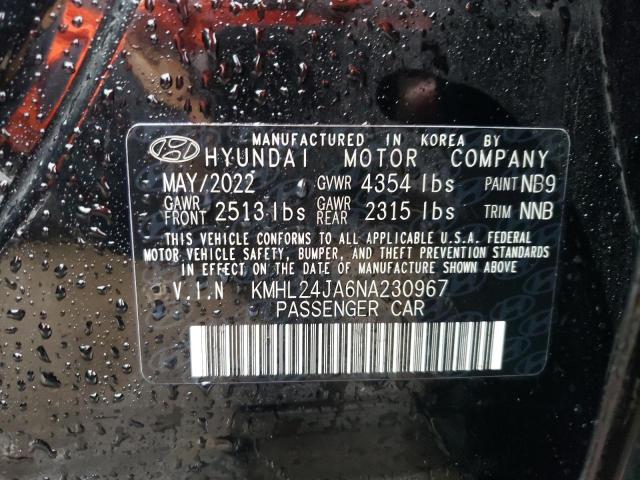 MANUFACTURED IN KOREA BY
HYUNDAI MOTOR COMPANY
MAY/2022 GVWR 4354 lbs PAINT NB9
GAWR FRONT 2513 lbs GAWR REAR 2315 lbs TRIM NNB
THIS VEHICLE CONFORMS TO ALL APPLICABLE U.S.A. FEDERAL
MOTOR VEHICLE SAFETY, BUMPER, AND THEFT PREVENTION STANDARDS
IN EFFECT ON THE DATE OF MANUFACTURE SHOWN ABOVE
V.I.N KMHL24JA6NA230967
PASSENGER CAR